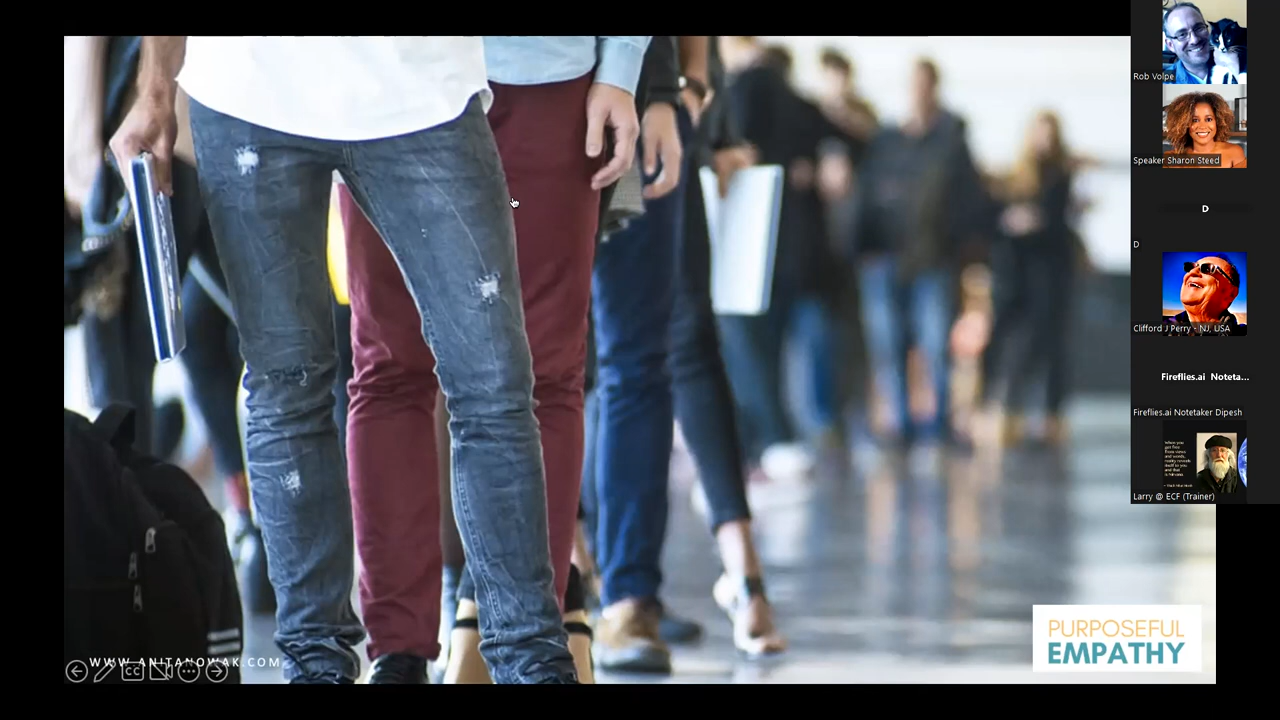 Rob Volpe
Speaker Sharon Steed
D
D
Clifford J Perry - NJ, USA
Fireflies.ai Noteta...
Fireflies.ai Notetaker Dipesh
Larry @ ECF (Trainer)
PURPOSEFUL
EMPATHY
WWW.ANITANOWAK.COM
CC